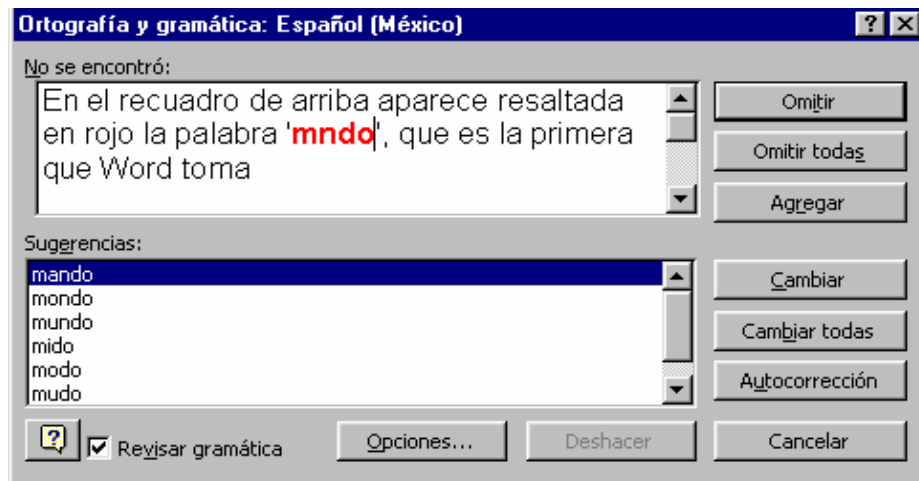 Ortografía y gramática: Español (México)
No se encontró:
En el recuadro de arriba aparece resaltada
en rojo la palabra 'mndo', que es la primera
que Word toma
Omitir
Omitir todas
Agregar
Sugerencias:
mando
mondo
mundo
mido
modo
mudo
Cambiar
Cambiar todas
Autocorrección
Revisar gramática
Opciones...
Deshacer
Cancelar